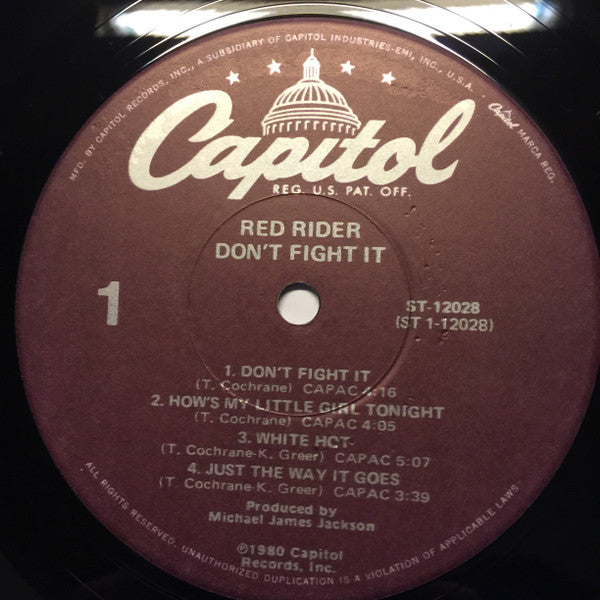 MFD. BY CAPITOL RECORDS, INC., A SUBSIDIARY OF CAPITOL INDUSTRIES-EMI, INC., U.S.A.
Capitol MARCA REG.
Capitol
REG. U.S. PAT. OFF.
RED RIDER
DON'T FIGHT IT
1
ST-12028
(ST 1-12028)
1. DON'T FIGHT IT
(T. Cochrane) CAPAC 4:16
2. HOW'S MY LITTLE GIRL TONIGHT
(T. Cochrane) CAPAC 4:05
3. WHITE HOT
(T. Cochrane-K. Greer) CAPAC 5:07
4. JUST THE WAY IT GOES
(T. Cochrane-K. Greer) CAPAC 3:39
Produced by
Michael James Jackson
©1980 Capitol
Records, Inc.
ALL RIGHTS RESERVED. UNAUTHORIZED DUPLICATION IS A VIOLATION OF APPLICABLE LAWS.